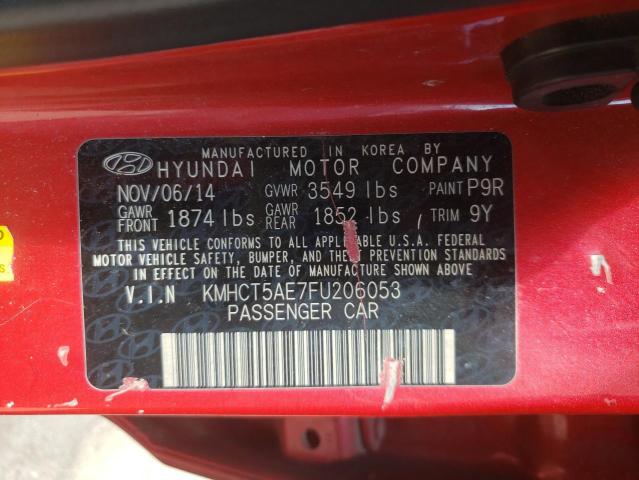 MANUFACTURED IN KOREA BY
HYUNDAI MOTOR COMPANY
NOV/06/14 GVWR 3549 lbs PAINT P9R
GAWR FRONT 1874 lbs GAWR REAR 1852 lbs TRIM 9Y
THIS VEHICLE CONFORMS TO ALL APPLICABLE U.S.A. FEDERAL
MOTOR VEHICLE SAFETY, BUMPER, AND THEFT PREVENTION STANDARDS
IN EFFECT ON THE DATE OF MANUFACTURE SHOWN ABOVE
V.I.N KMHCT5AE7FU206053
PASSENGER CAR